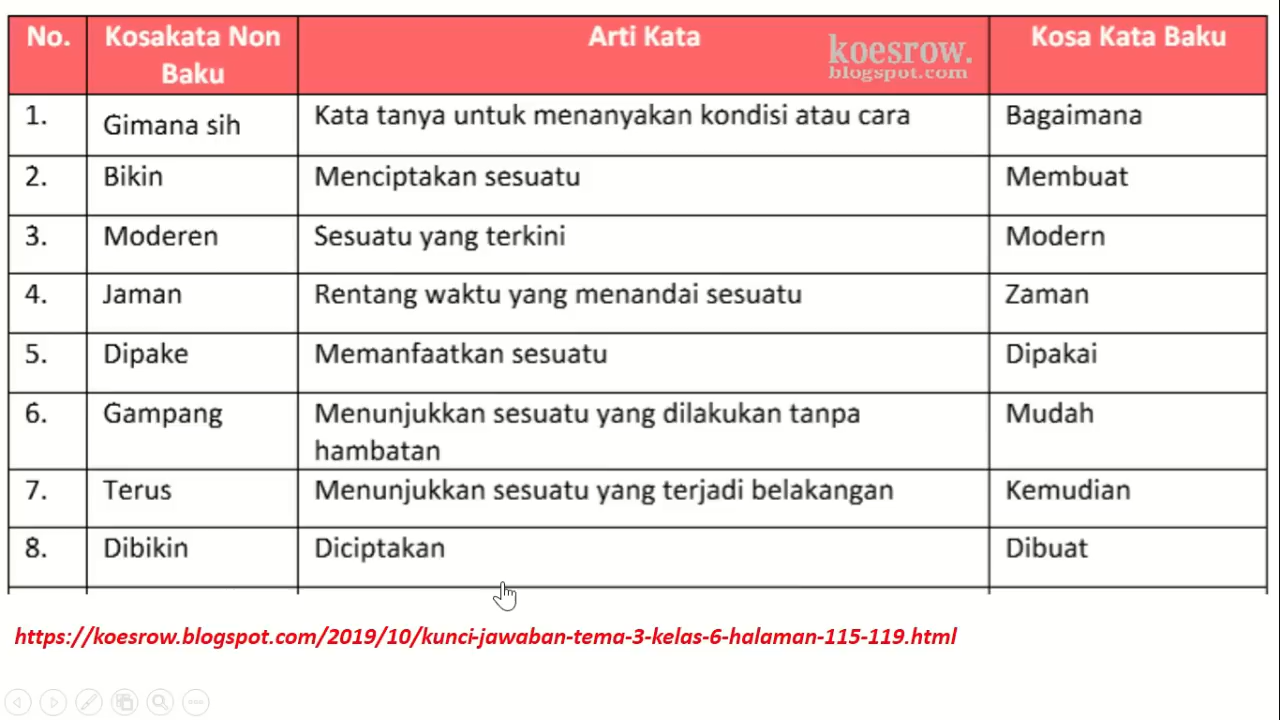 No. Kosakata Non Baku Arti Kata Kosa Kata Baku
koesrow.
blogspot.com
1. Gimana sih Kata tanya untuk menanyakan kondisi atau cara Bagaimana
2. Bikin Menciptakan sesuatu Membuat
3. Moderen Sesuatu yang terkini Modern
4. Jaman Rentang waktu yang menandai sesuatu Zaman
5. Dipake Memanfaatkan sesuatu Dipakai
6. Gampang Menunjukkan sesuatu yang dilakukan tanpa Mudah
hambatan
7. Terus Menunjukkan sesuatu yang terjadi belakangan Kemudian
8. Dibikin Diciptakan Dibuat
https://koesrow.blogspot.com/2019/10/kunci-jawaban-tema-3-kelas-6-halaman-115-119.html